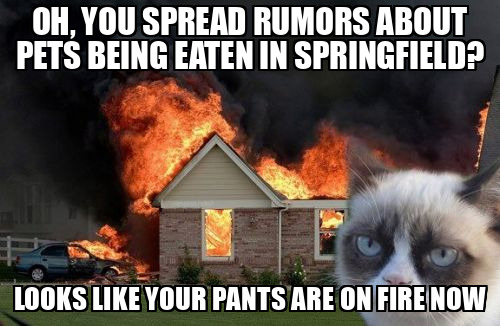 OH, YOU SPREAD RUMORS ABOUT
PETS BEING EATEN IN SPRINGFIELD?
LOOKS LIKE YOUR PANTS ARE ON FIRE NOW